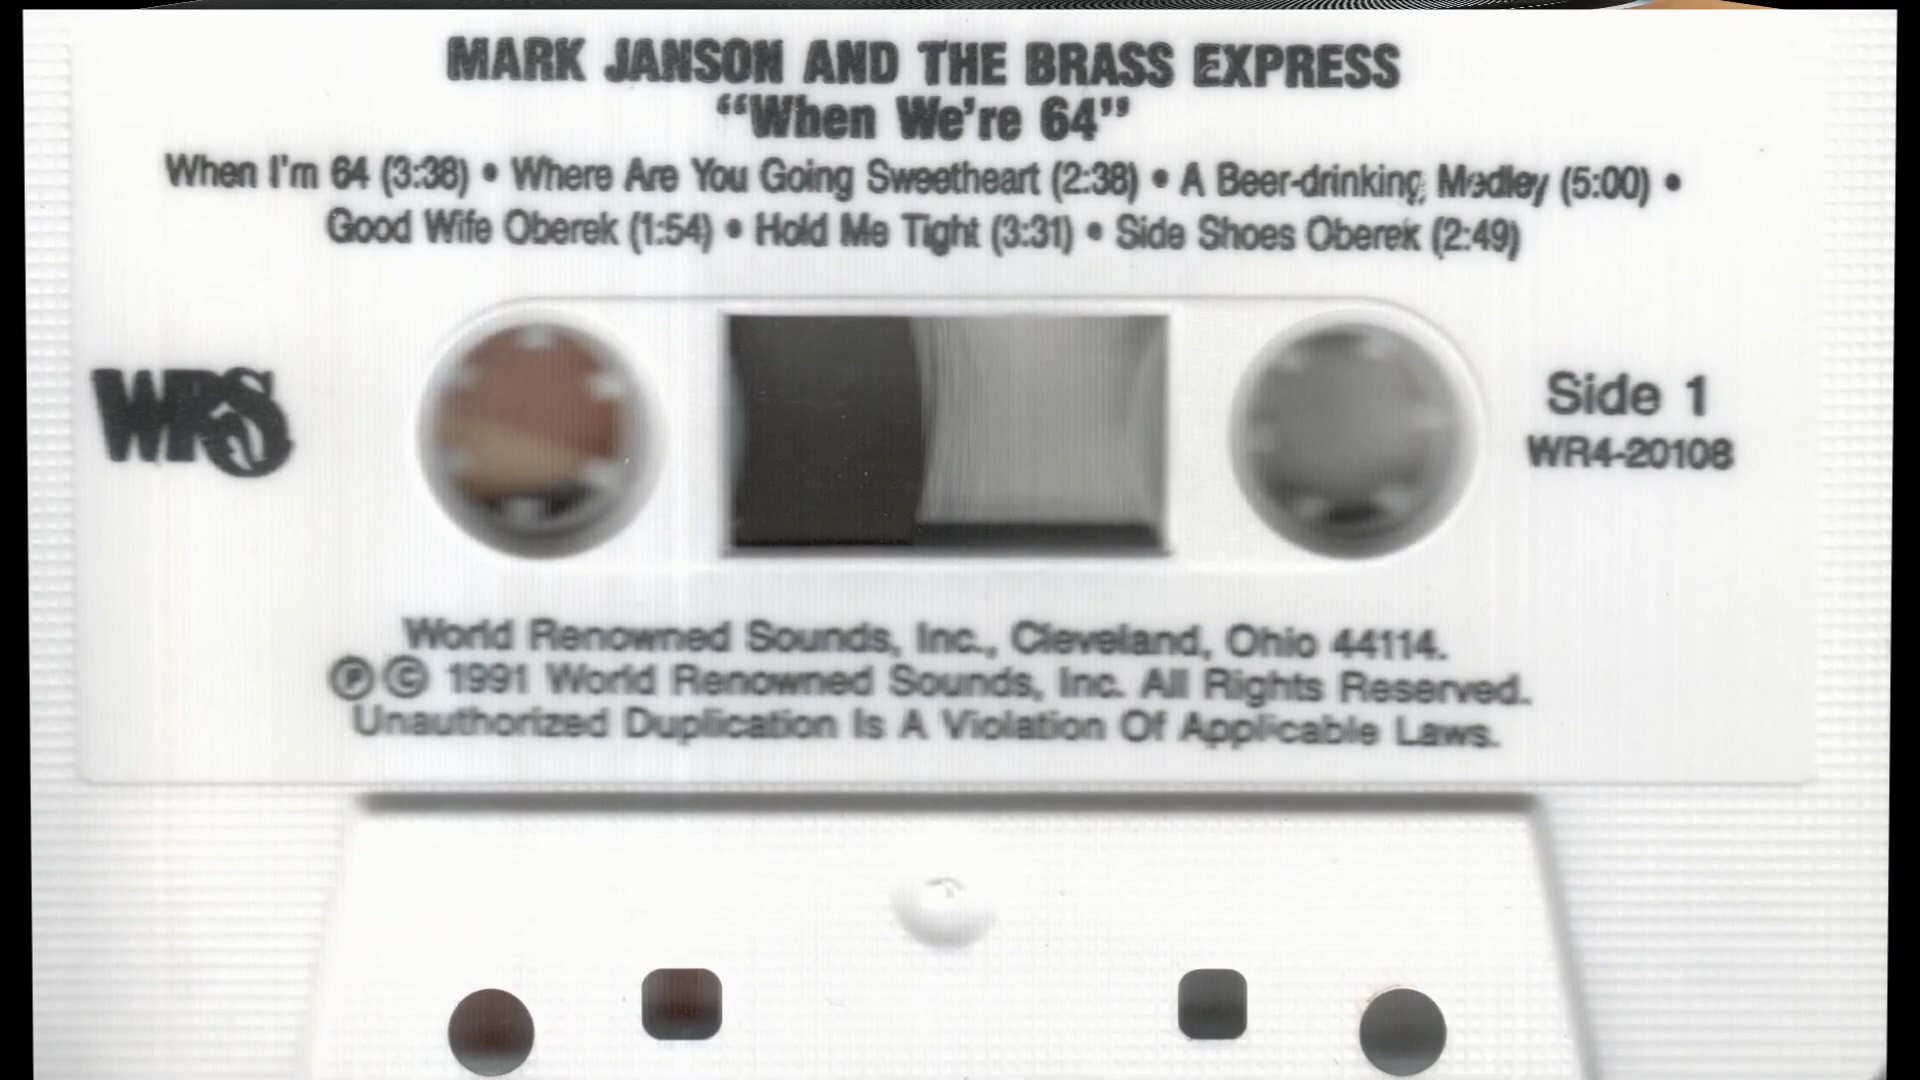 MARK JANSON AND THE BRASS EXPRESS
“When We're 64”
When I'm 64 (3:38) • Where Are You Going Sweetheart (2:38) • A Beer-drinking Medley (5:00) •
Good Wife Oberek (1:54) • Hold Me Tight (3:31) • Side Shoes Oberek (2:49)
WRS
Side 1
WR4-20108
World Renowned Sounds, Inc., Cleveland, Ohio 44114.
Ⓟ© 1991 World Renowned Sounds, Inc. All Rights Reserved.
Unauthorized Duplication Is A Violation Of Applicable Laws.